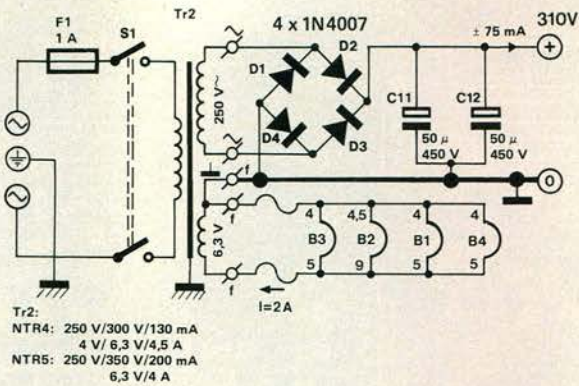 F1
1 A
S1
Tr2
250 V~
4 x 1N4007
D1
D2
D4
D3
± 75 mA
310V
+
C11
50 µ
450 V
C12
50 µ
450 V
0
f
f
f
6,3 V
I=2A
4
B3
5
4,5
B2
9
4
B1
5
4
B4
5
Tr2:
NTR4: 250 V/300 V/130 mA
4 V/ 6,3 V/4,5 A
NTR5: 250 V/350 V/200 mA
6,3 V/4 A